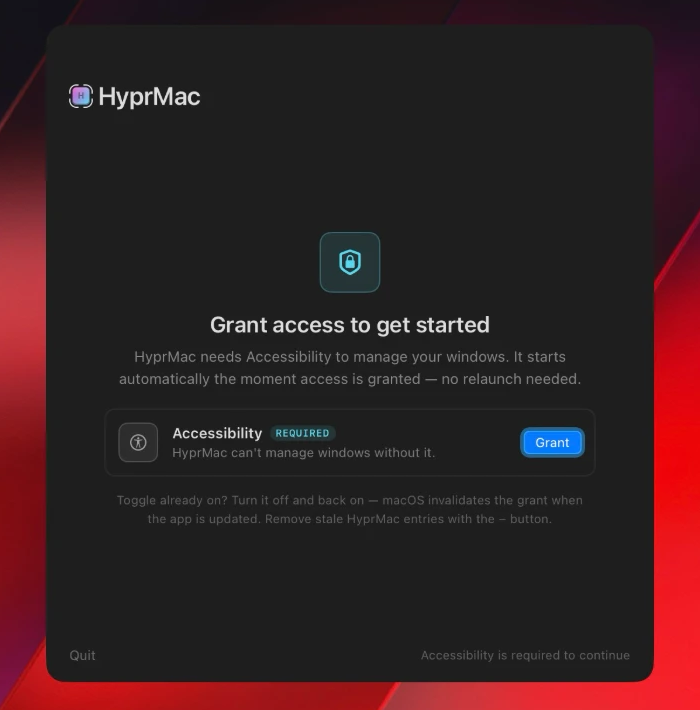 H
HyprMac
Grant access to get started
HyprMac needs Accessibility to manage your windows. It starts
automatically the moment access is granted — no relaunch needed.
Accessibility REQUIRED
HyprMac can't manage windows without it.
Grant
Toggle already on? Turn it off and back on — macOS invalidates the grant when
the app is updated. Remove stale HyprMac entries with the – button.
Quit
Accessibility is required to continue